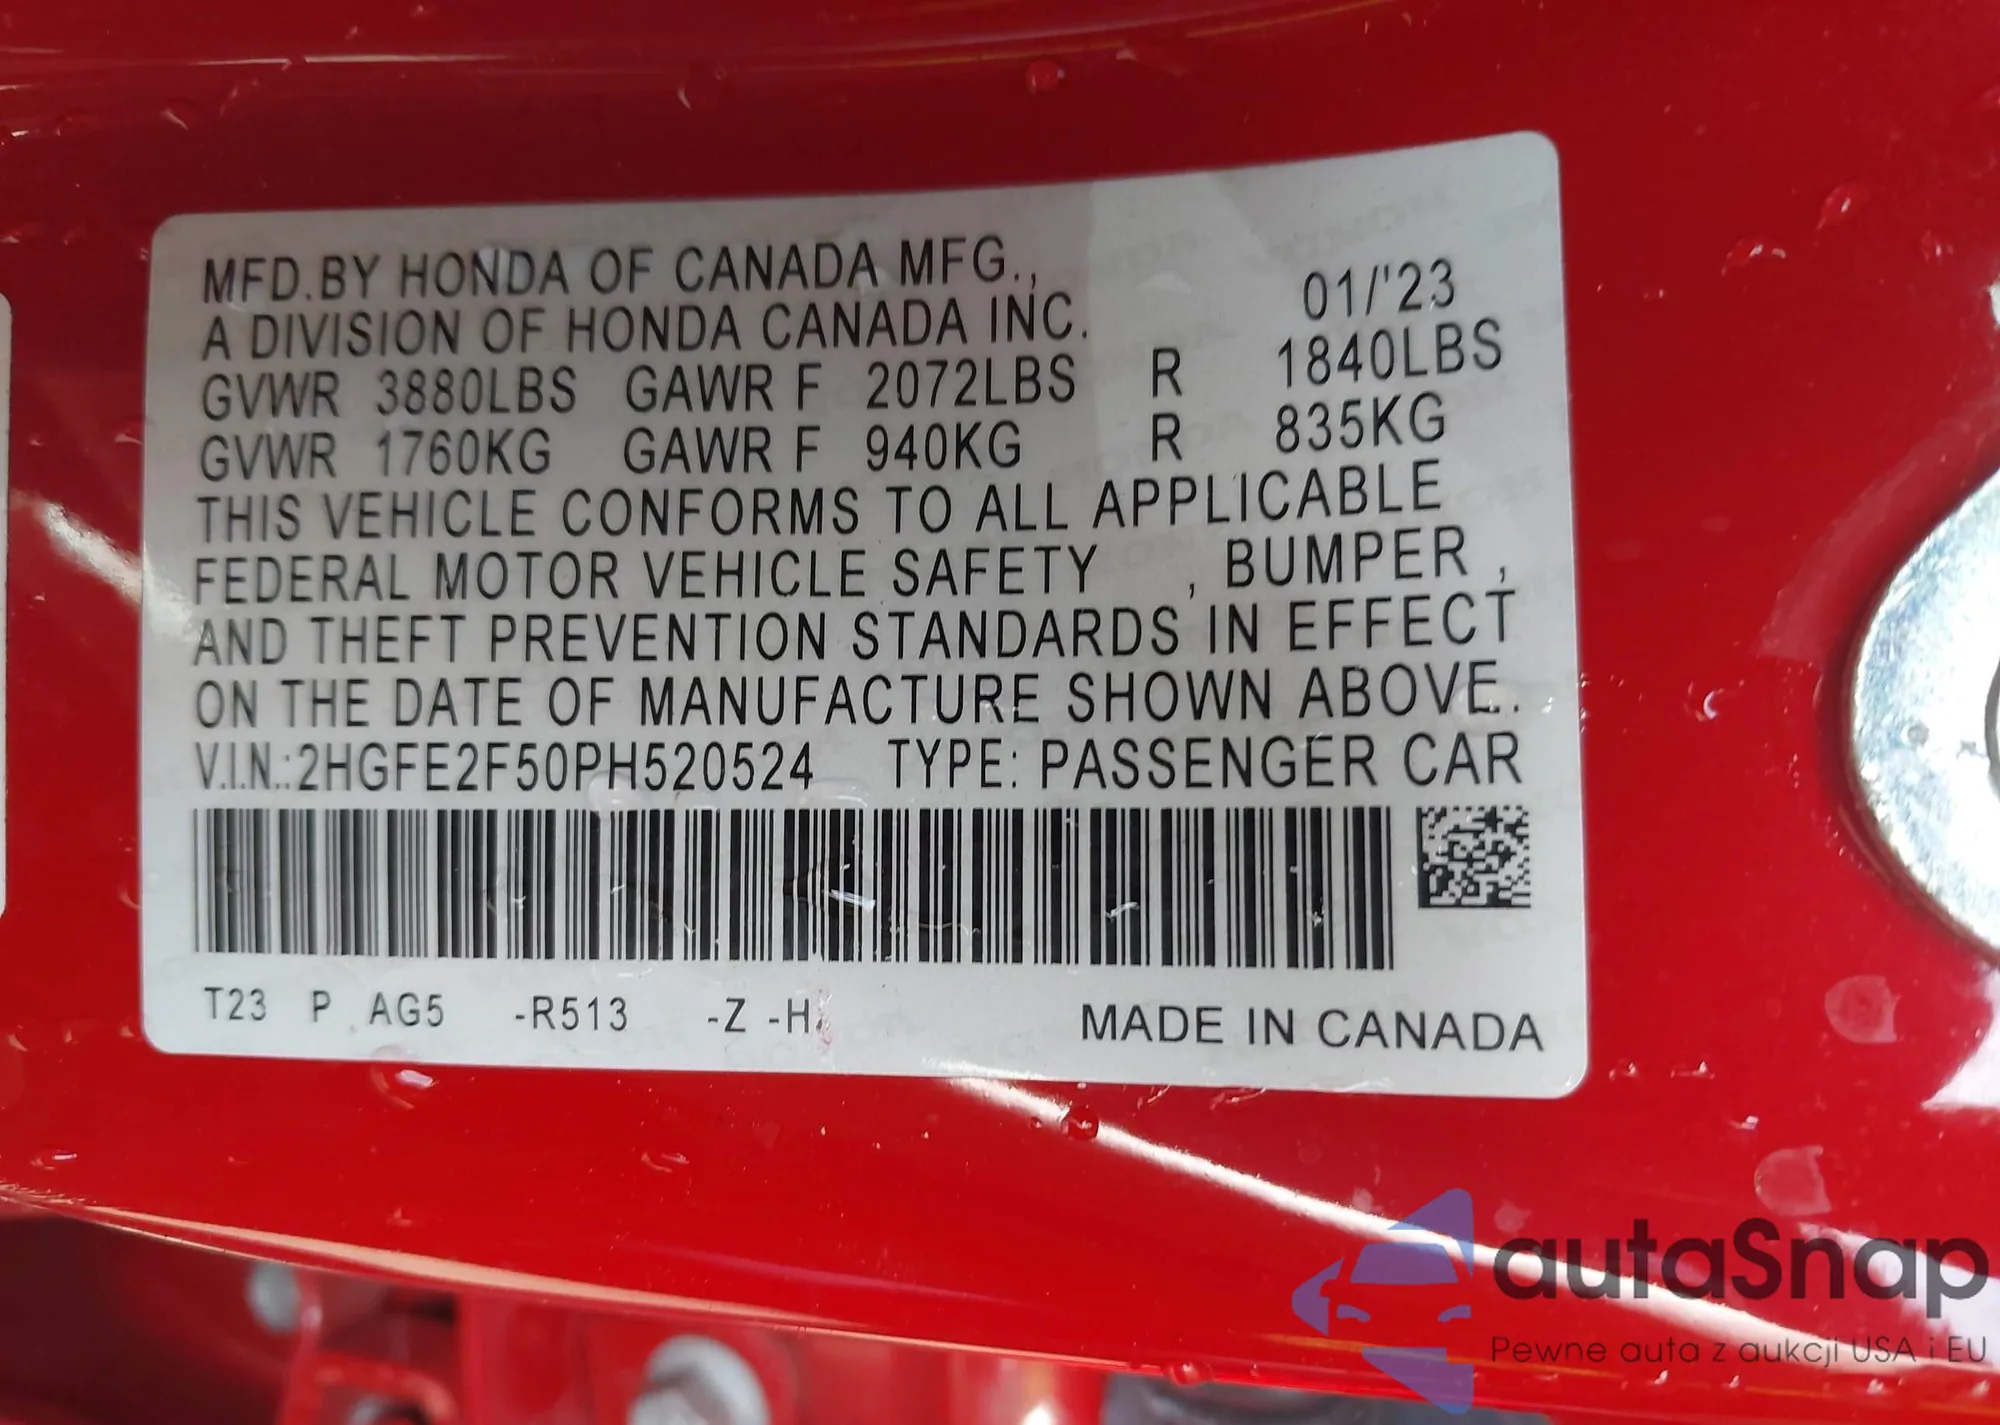 MFD.BY HONDA OF CANADA MFG.,
A DIVISION OF HONDA CANADA INC. 01/'23
GVWR 3880LBS GAWR F 2072LBS R 1840LBS
GVWR 1760KG GAWR F 940KG R 835KG
THIS VEHICLE CONFORMS TO ALL APPLICABLE
FEDERAL MOTOR VEHICLE SAFETY , BUMPER ,
AND THEFT PREVENTION STANDARDS IN EFFECT
ON THE DATE OF MANUFACTURE SHOWN ABOVE.
V.I.N.:2HGFE2F50PH520524 TYPE: PASSENGER CAR
T23 P AG5 -R513 -Z -H
MADE IN CANADA
autaSnap
Pewne auta z aukcji USA i EU